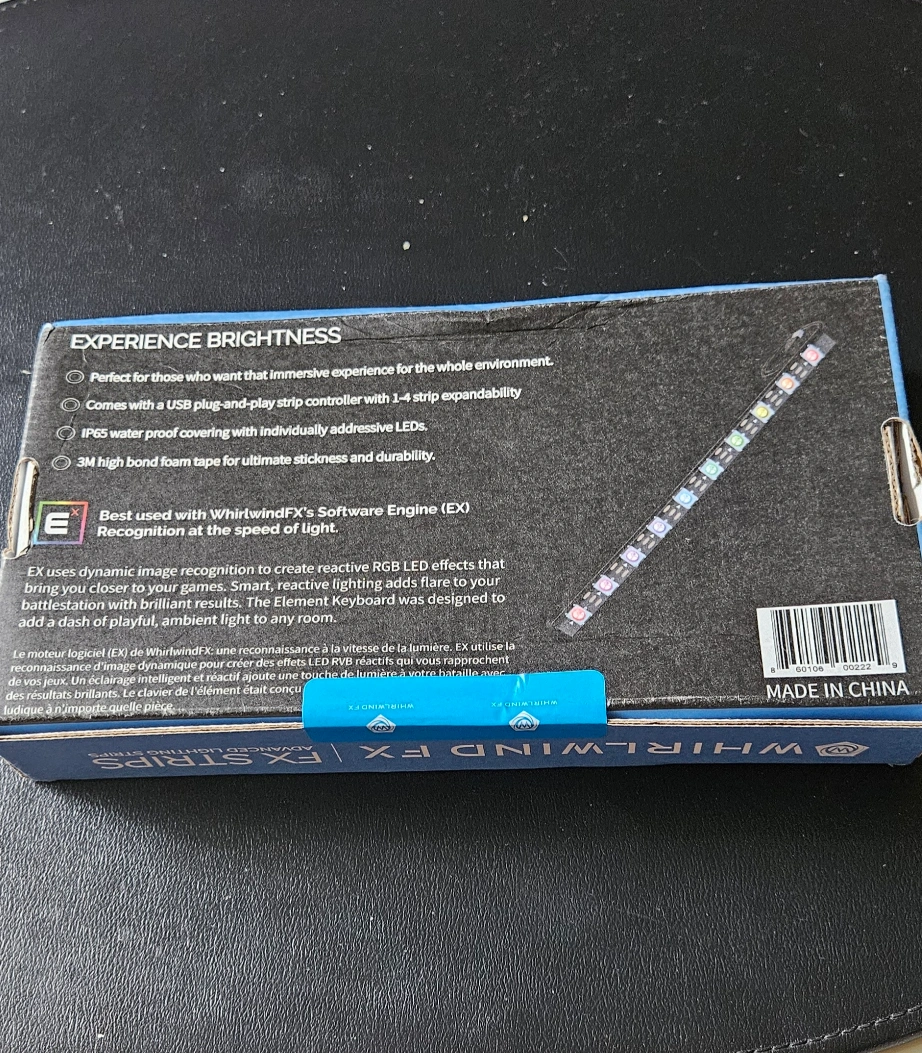 EXPERIENCE BRIGHTNESS
Perfect for those who want that immersive experience for the whole environment.
Comes with a USB plug-and-play strip controller with 1-4 strip expandability
IP65 water proof covering with individually addressive LEDs.
3M high bond foam tape for ultimate stickness and durability.
EX
Best used with WhirlwindFX's Software Engine (EX)
Recognition at the speed of light.
EX uses dynamic image recognition to create reactive RGB LED effects that
bring you closer to your games. Smart, reactive lighting adds flare to your
battlestation with brilliant results. The Element Keyboard was designed to
add a dash of playful, ambient light to any room.
Le moteur logiciel (EX) de WhirlwindFX: une reconnaissance à la vitesse de la lumière. EX utilise la
reconnaissance d'image dynamique pour créer des effets LED RVB réactifs qui vous rapprochent
de vos jeux. Un éclairage intelligent et réactif ajoute une touche de lumière à votre bataille avec
des résultats brillants. Le clavier de l'élément était conçu
ludique à n'importe quelle pièce.
8 60106 00222 9
MADE IN CHINA
WHIRLWIND FX
WHIRLWIND FX
WHIRLWIND FX | FX STRIPS
ADVANCED LIGHTING STRIPS